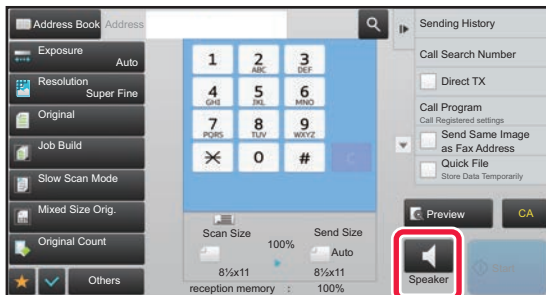 Address Book Address
Exposure
Auto
Resolution
Super Fine
Original
Job Build
Slow Scan Mode
Mixed Size Orig.
Original Count
Others
1
2
ABC
3
DEF
4
GHI
5
JKL
6
MNO
7
PQRS
8
TUV
9
WXYZ
0
#
C
Scan Size
100%
Send Size
Auto
8½x11
8½x11
reception memory : 100%
Sending History
Call Search Number
Direct TX
Call Program
Call Registered settings
Send Same Image
as Fax Address
Quick File
Store Data Temporarily
Preview
CA
Speaker
Start